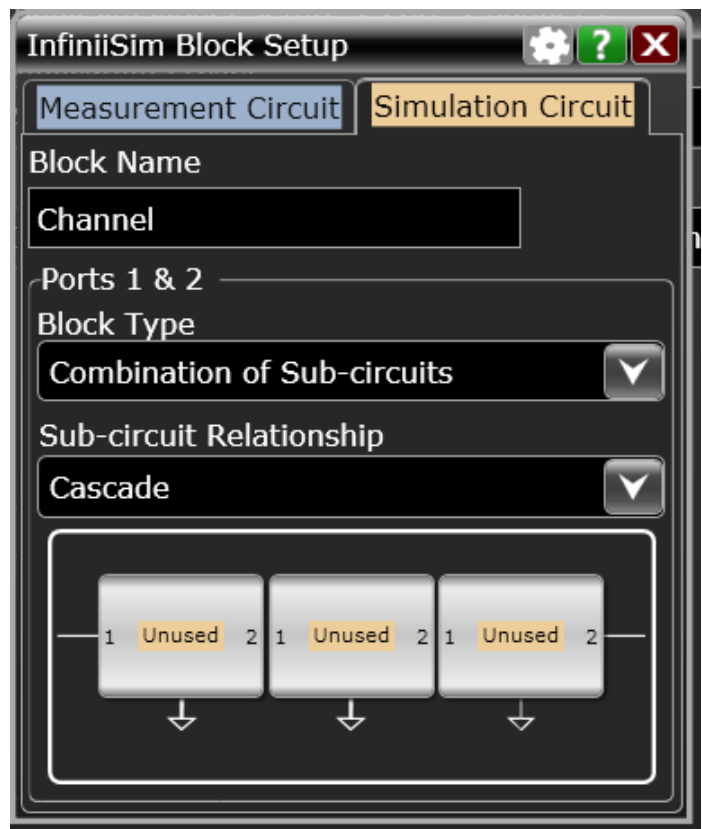 InfiniiSim Block Setup ?
Measurement Circuit Simulation Circuit
Block Name
Channel
Ports 1 & 2
Block Type
Combination of Sub-circuits
Sub-circuit Relationship
Cascade
1 Unused 2 1 Unused 2 1 Unused 2